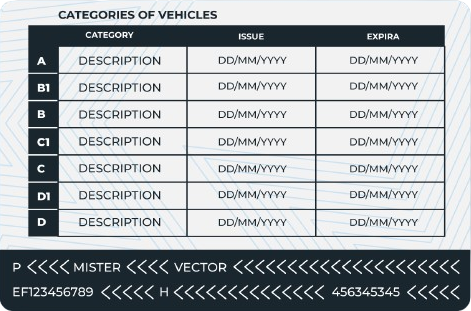 CATEGORIES OF VEHICLES
CATEGORY ISSUE EXPIRA
A DESCRIPTION DD/MM/YYYY DD/MM/YYYY
B1 DESCRIPTION DD/MM/YYYY DD/MM/YYYY
B DESCRIPTION DD/MM/YYYY DD/MM/YYYY
C1 DESCRIPTION DD/MM/YYYY DD/MM/YYYY
C DESCRIPTION DD/MM/YYYY DD/MM/YYYY
D1 DESCRIPTION DD/MM/YYYY DD/MM/YYYY
D DESCRIPTION DD/MM/YYYY DD/MM/YYYY
P <<<< MISTER <<<< VECTOR <<<<<<<<<<<<<<<<<<<<
EF123456789 <<<<< H <<<<<<<<<<<<<< 456345345 <<<<<